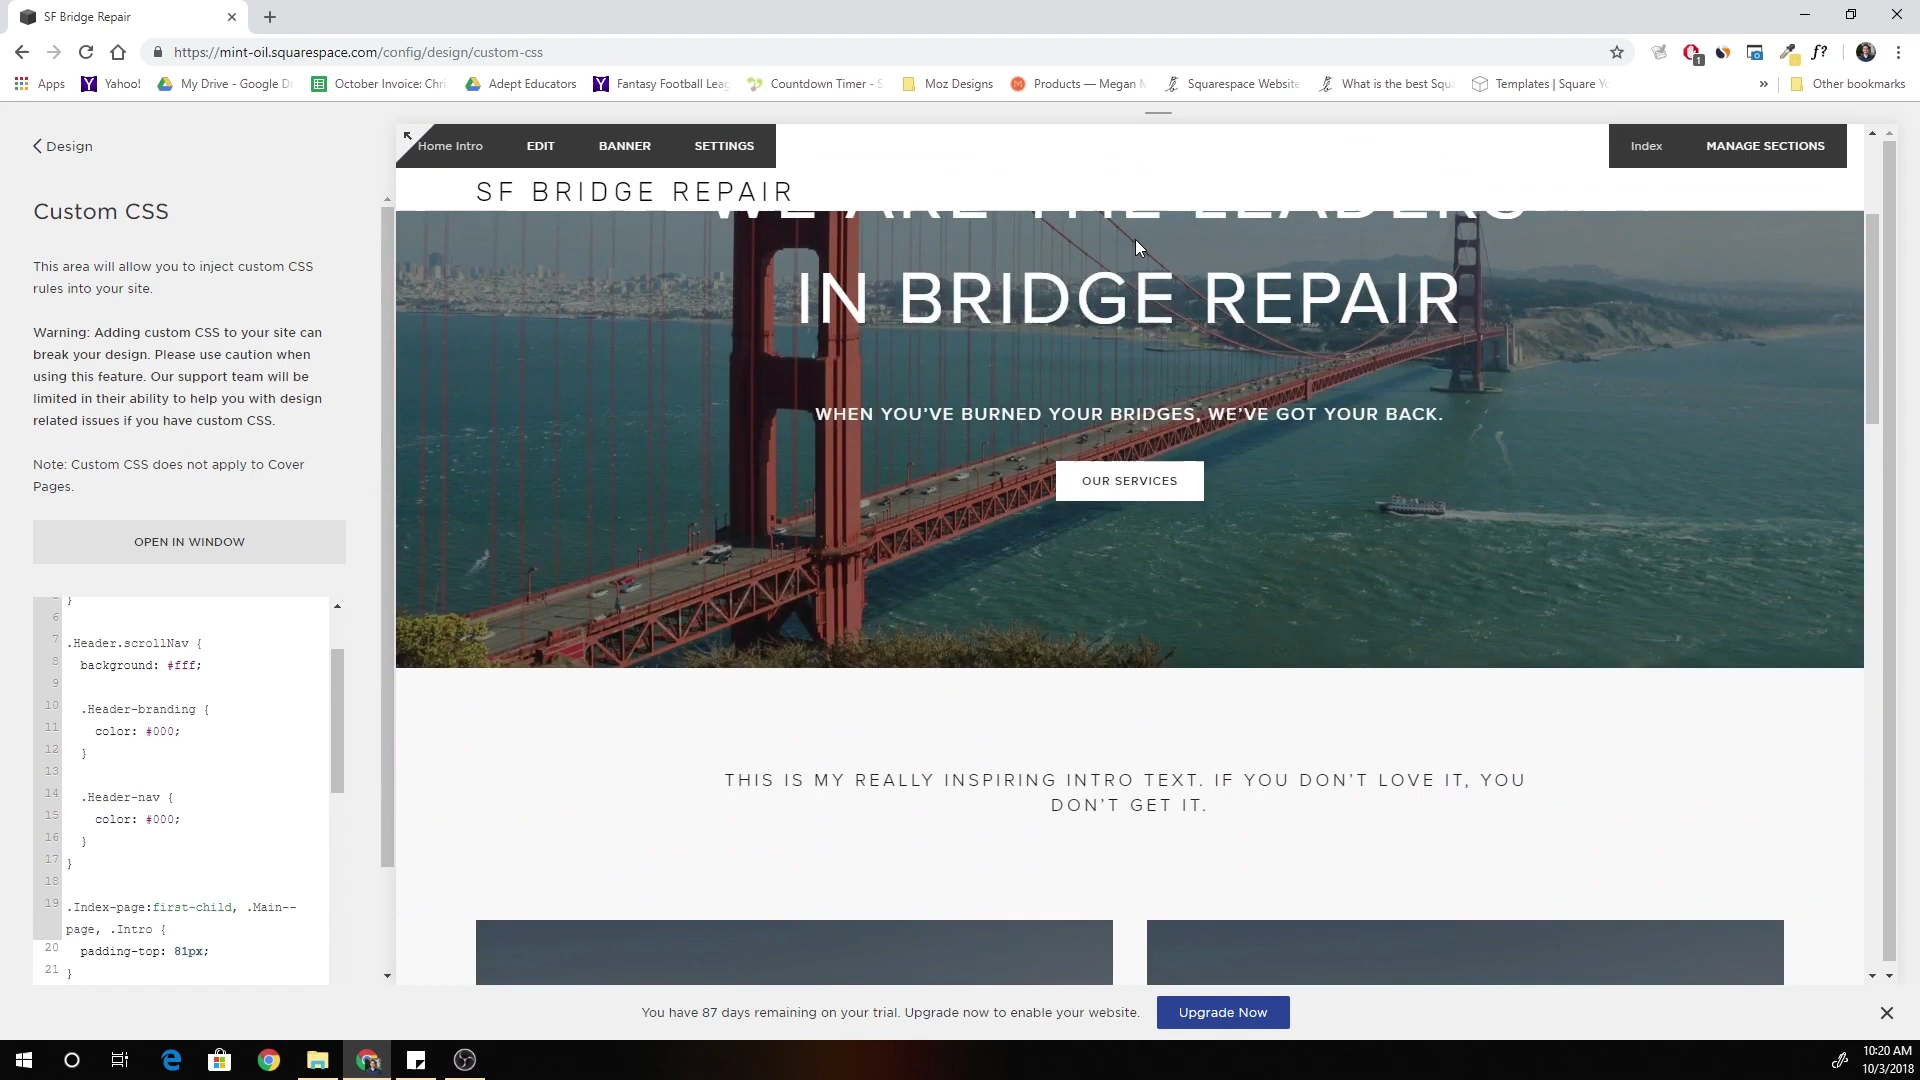 SF Bridge Repair
https://mint-oil.squarespace.com/config/design/custom-css
1
f?
Apps
Yahoo!
My Drive - Google Dr
October Invoice: Chri
Adept Educators
Fantasy Football Leag
Countdown Timer - S
Moz Designs
Products — Megan M
Squarespace Website
What is the best Squa
Templates | Square Yo
»
Other bookmarks
Design
Custom CSS
This area will allow you to inject custom CSS
rules into your site.
Warning: Adding custom CSS to your site can
break your design. Please use caution when
using this feature. Our support team will be
limited in their ability to help you with design
related issues if you have custom CSS.
Note: Custom CSS does not apply to Cover
Pages.
OPEN IN WINDOW
}
6
7 .Header.scrollNav {
8 background: #fff;
9
10 .Header-branding {
11 color: #000;
12 }
13
14 .Header-nav {
15 color: #000;
16 }
17 }
18
19 .Index-page:first-child, .Main--
page, .Intro {
20 padding-top: 81px;
21 }
Home Intro
EDIT
BANNER
SETTINGS
Index
MANAGE SECTIONS
SF BRIDGE REPAIR
WE ARE THE LEADERS
IN BRIDGE REPAIR
WHEN YOU’VE BURNED YOUR BRIDGES, WE’VE GOT YOUR BACK.
OUR SERVICES
THIS IS MY REALLY INSPIRING INTRO TEXT. IF YOU DON’T LOVE IT, YOU
DON’T GET IT.
You have 87 days remaining on your trial. Upgrade now to enable your website.
Upgrade Now
10:20 AM
10/3/2018